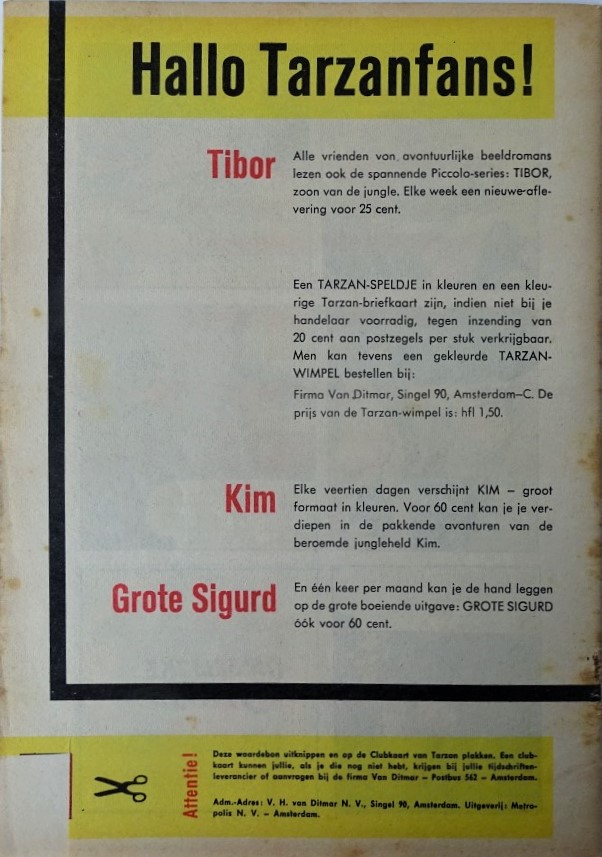 Hallo Tarzanfans!
Tibor
Alle vrienden van avontuurlijke beeldromans
lezen ook de spannende Piccolo-series: TIBOR,
zoon van de jungle. Elke week een nieuwe afle-
vering voor 25 cent.
Een TARZAN-SPELDJE in kleuren en een kleu-
rige Tarzan-briefkaart zijn, indien niet bij je
handelaar voorradig, tegen inzending van
20 cent aan postzegels per stuk verkrijgbaar.
Men kan tevens een gekleurde TARZAN-
WIMPEL bestellen bij:
Firma Van Ditmar, Singel 90, Amsterdam–C. De
prijs van de Tarzan-wimpel is: hfl 1,50.
Kim
Elke veertien dagen verschijnt KIM – groot
formaat in kleuren. Voor 60 cent kan je je ver-
diepen in de pakkende avonturen van de
beroemde jungleheld Kim.
Grote Sigurd
En één keer per maand kan je de hand leggen
op de grote boeiende uitgave: GROTE SIGURD
óók voor 60 cent.
Attentie!
Deze waardebon uitknippen en op de Clubkaart van Tarzan plakken. Een club-
kaart kunnen jullie, als je die nog niet hebt, krijgen bij jullie tijdschriften-
leverancier of aanvragen bij de firma Van Ditmar – Postbus 562 – Amsterdam.
Adm.-Adres: V. H. van Ditmar N. V., Singel 90, Amsterdam. Uitgeverij: Metro-
polis N. V. – Amsterdam.